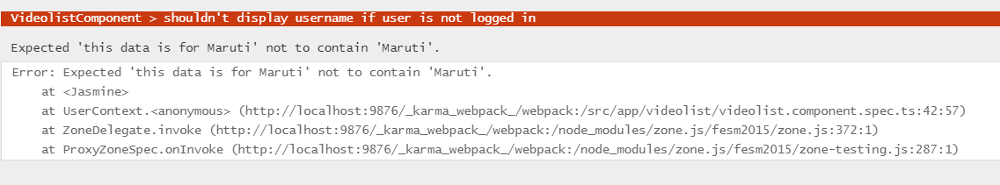 VideolistComponent > shouldn't display username if user is not logged in
Expected 'this data is for Maruti' not to contain 'Maruti'.
Error: Expected 'this data is for Maruti' not to contain 'Maruti'.
at <Jasmine>
at UserContext.<anonymous> (http://localhost:9876/_karma_webpack_/webpack:/src/app/videolist/videolist.component.spec.ts:42:57)
at ZoneDelegate.invoke (http://localhost:9876/_karma_webpack_/webpack:/node_modules/zone.js/fesm2015/zone.js:372:1)
at ProxyZoneSpec.onInvoke (http://localhost:9876/_karma_webpack_/webpack:/node_modules/zone.js/fesm2015/zone-testing.js:287:1)